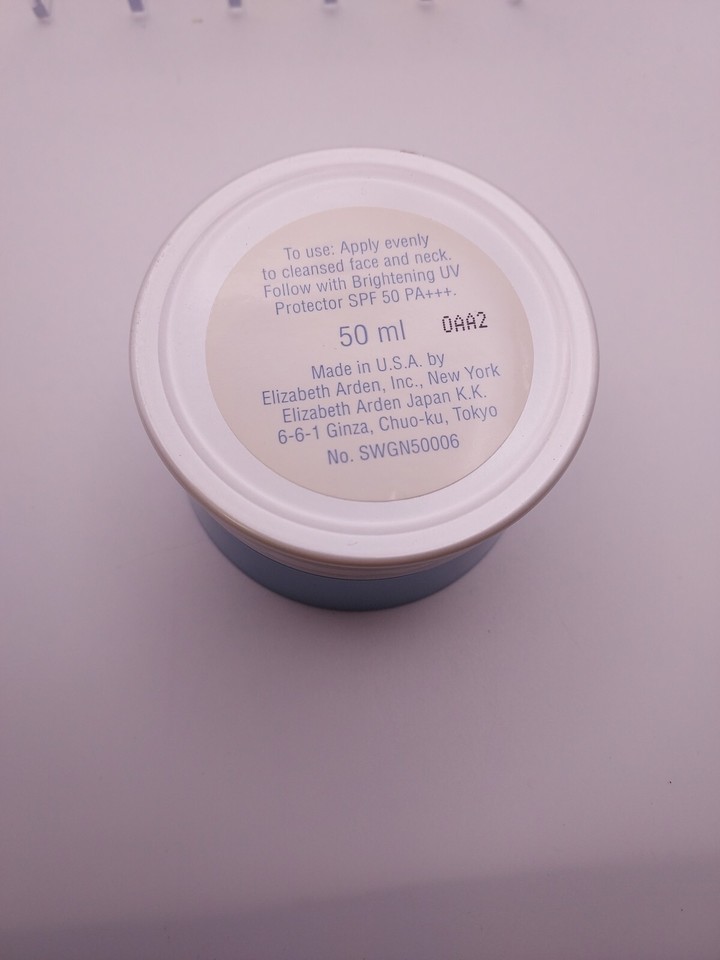 To use: Apply evenly
to cleansed face and neck.
Follow with Brightening UV
Protector SPF 50 PA+++.
50 ml
0AA2
Made in U.S.A. by
Elizabeth Arden, Inc., New York
Elizabeth Arden Japan K.K.
6-6-1 Ginza, Chuo-ku, Tokyo
No. SWGN50006